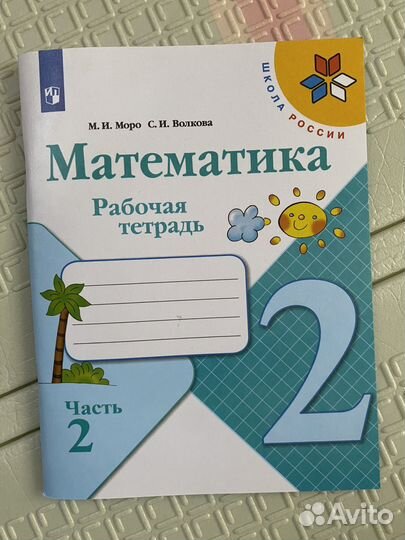 ШКОЛА РОССИИ
М. И. Моро С. И. Волкова
Математика
Рабочая
тетрадь
2
Часть
2
Avito